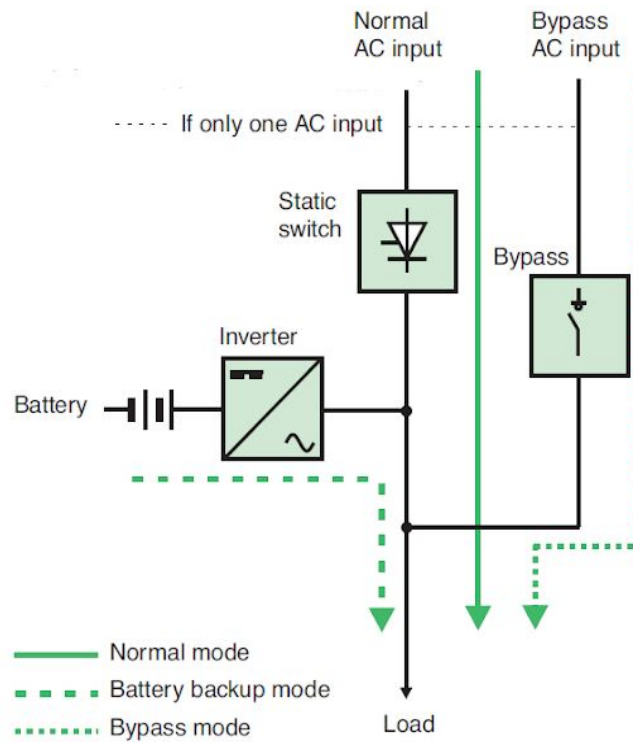 Normal
AC input
Bypass
AC input
If only one AC input
Static
switch
Bypass
Inverter
Battery
Normal mode
Battery backup mode
Bypass mode
Load